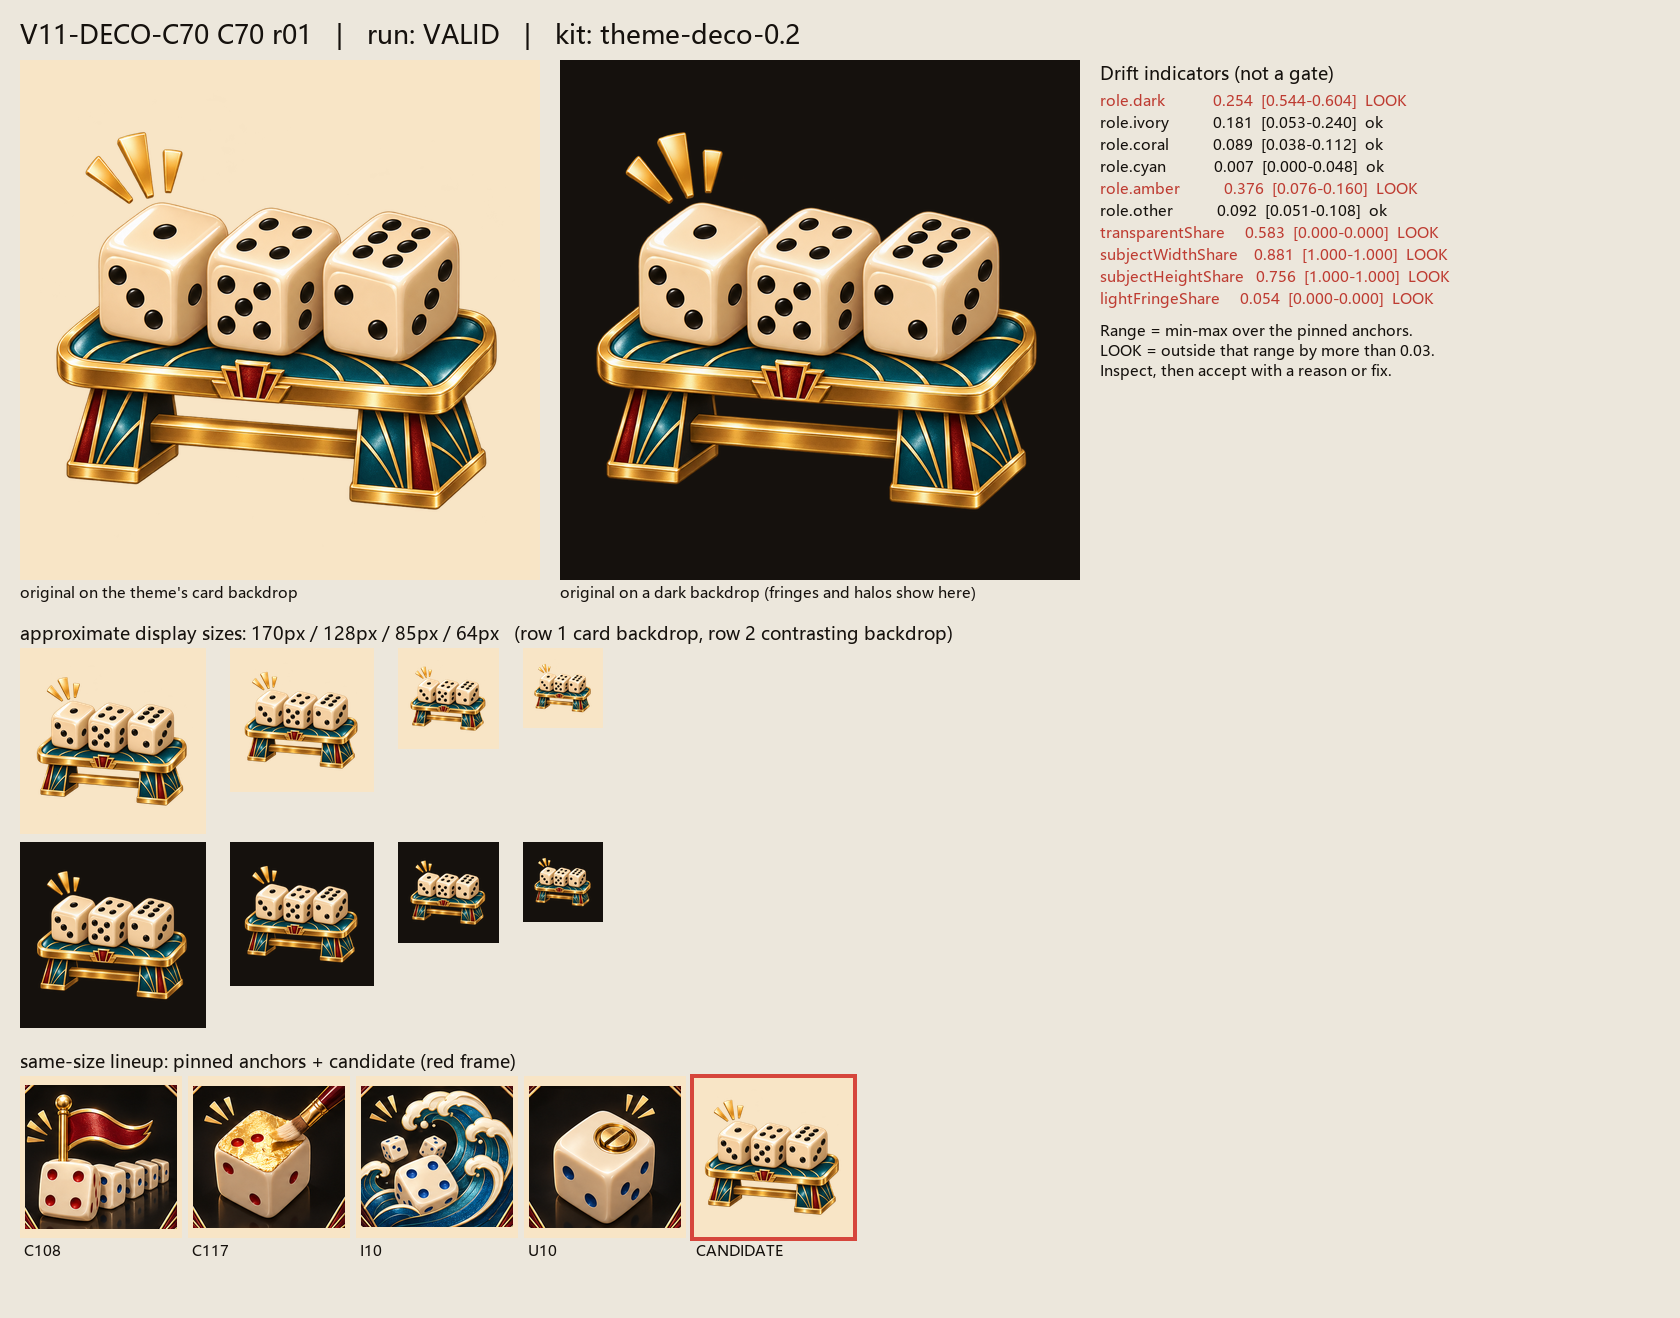 V11-DECO-C70 C70 r01   |   run: VALID   |   kit: theme-deco-0.2
original on the theme's card backdrop
original on a dark backdrop (fringes and halos show here)
Drift indicators (not a gate)
role.dark 0.254 [0.544-0.604] LOOK
role.ivory 0.181 [0.053-0.240] ok
role.coral 0.089 [0.038-0.112] ok
role.cyan 0.007 [0.000-0.048] ok
role.amber 0.376 [0.076-0.160] LOOK
role.other 0.092 [0.051-0.108] ok
transparentShare 0.583 [0.000-0.000] LOOK
subjectWidthShare 0.881 [1.000-1.000] LOOK
subjectHeightShare 0.756 [1.000-1.000] LOOK
lightFringeShare 0.054 [0.000-0.000] LOOK
Range = min-max over the pinned anchors.
LOOK = outside that range by more than 0.03.
Inspect, then accept with a reason or fix.
approximate display sizes: 170px / 128px / 85px / 64px   (row 1 card backdrop, row 2 contrasting backdrop)
same-size lineup: pinned anchors + candidate (red frame)
C108
C117
I10
U10
CANDIDATE